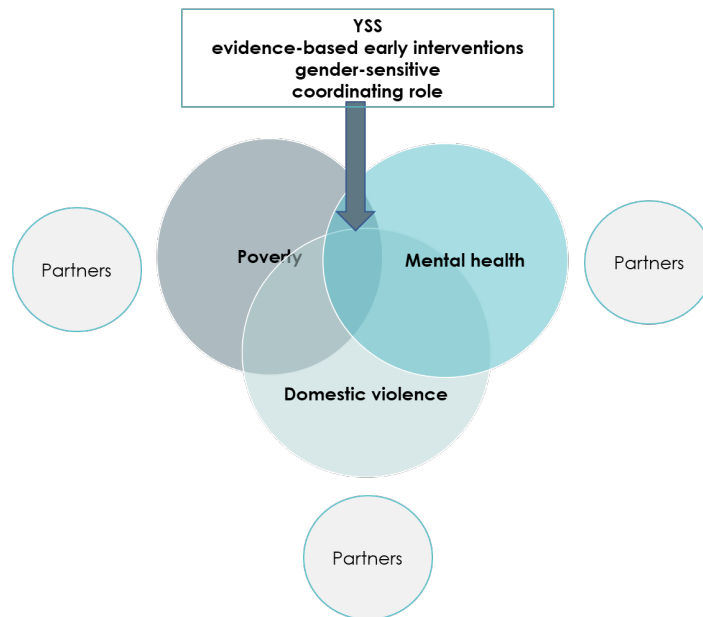 YSS
evidence-based early interventions
gender-sensitive
coordinating role
Poverty
Mental health
Partners
Partners
Domestic violence
Partners